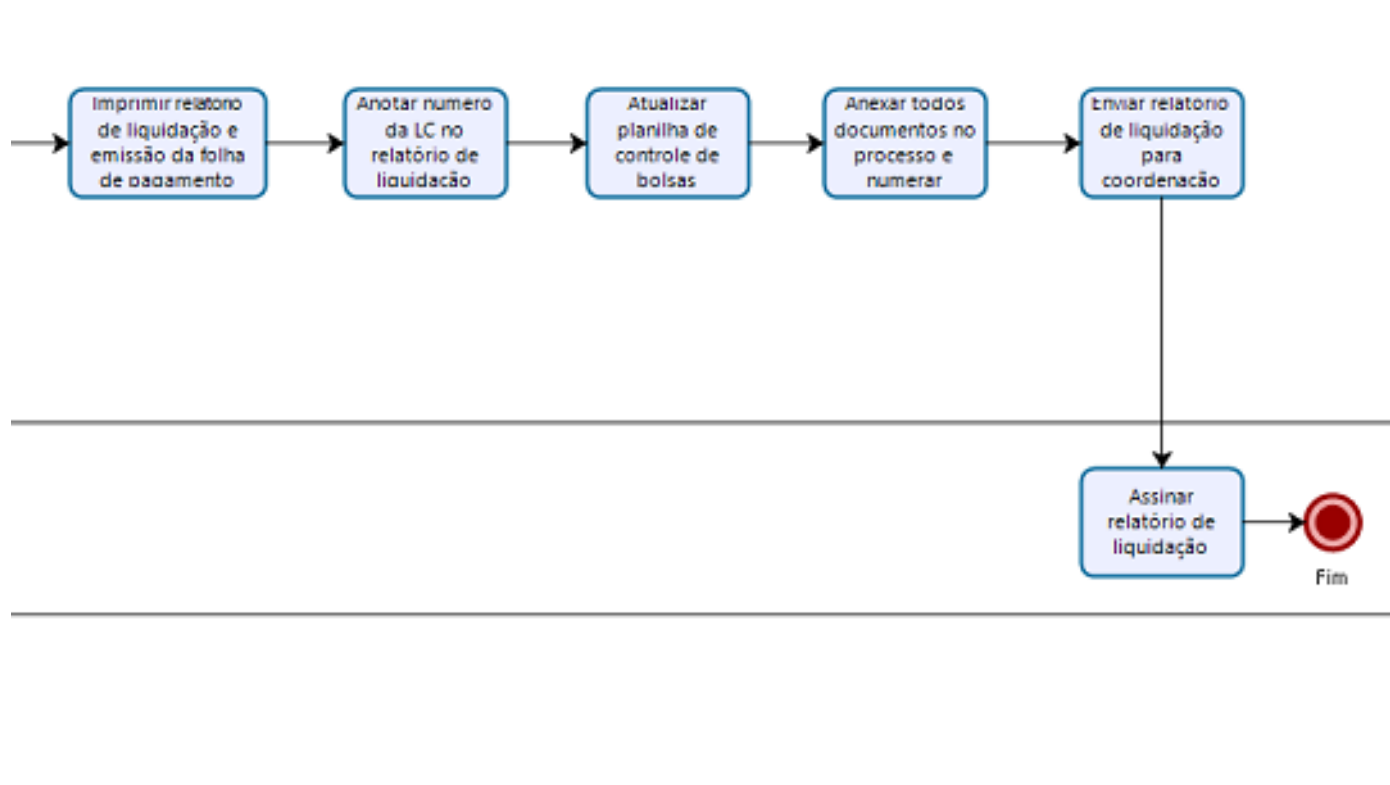 Imprimir relatório
de liquidação e
emissão da folha
de pagamento
Anotar número
da LC no
relatório de
liquidação
Atualizar
planilha de
controle de
bolsas
Anexar todos
documentos no
processo e
numerar
Enviar relatório
de liquidação
para
coordenação
Assinar
relatório de
liquidação
Fim